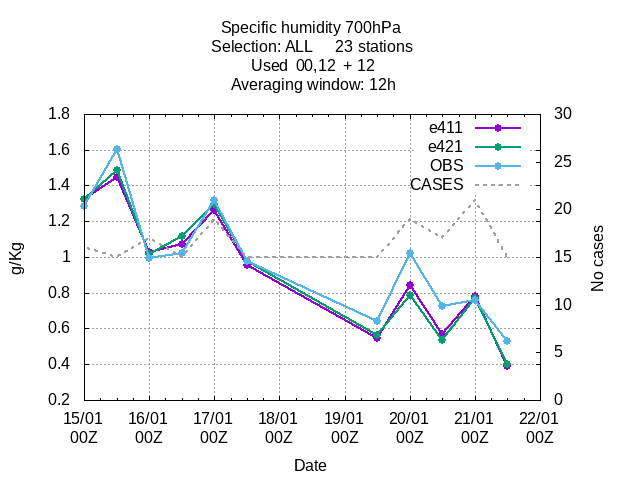 Specific humidity 700hPa
Selection: ALL 23 stations
Used 00,12 + 12
Averaging window: 12h
1.8
1.6
1.4
1.2
1
0.8
0.6
0.4
0.2
g/Kg
e411
e421
OBS
CASES
30
25
20
15
10
5
0
No cases
15/01 16/01 17/01 18/01 19/01 20/01 21/01 22/01
00Z 00Z 00Z 00Z 00Z 00Z 00Z 00Z
Date